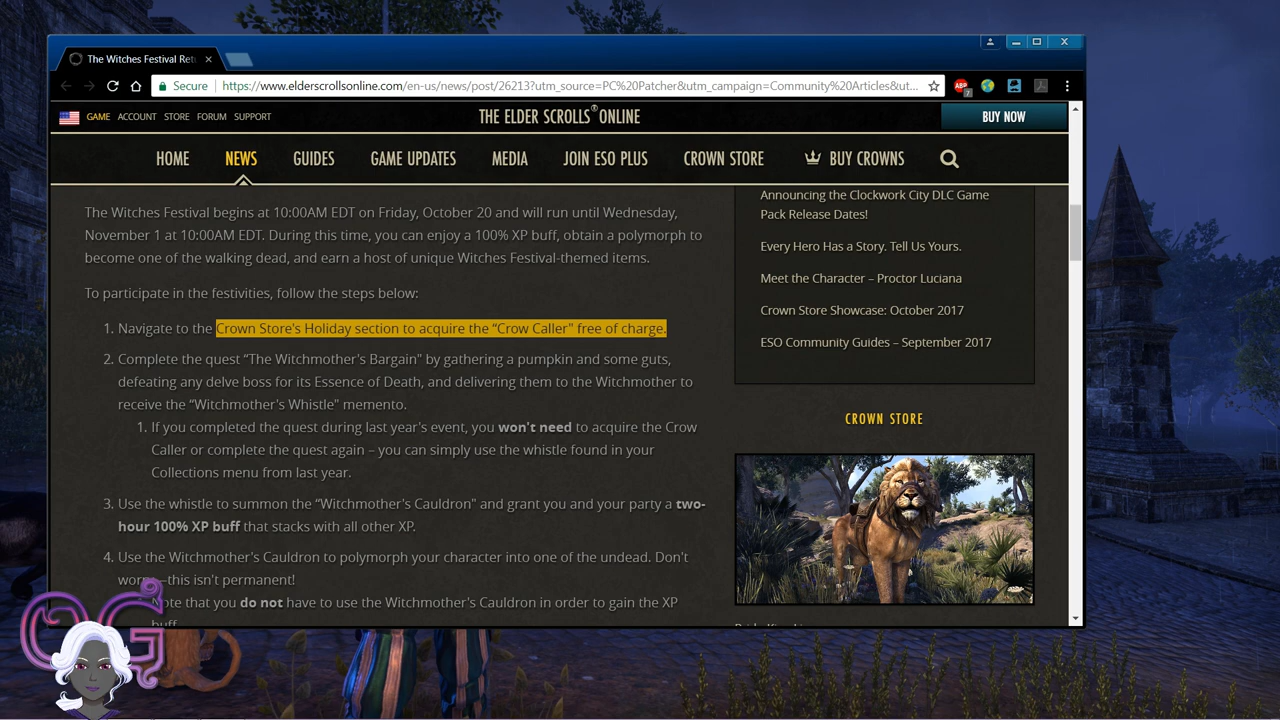 The Witches Festival Ret
Secure
https://www.elderscrollsonline.com/en-us/news/post/26213?utm_source=PC%20Patcher&utm_campaign=Community%20Articles&ut...
ABP
?
GAME ACCOUNT STORE FORUM SUPPORT
THE ELDER SCROLLS® ONLINE
BUY NOW
HOME NEWS GUIDES GAME UPDATES MEDIA JOIN ESO PLUS CROWN STORE BUY CROWNS
The Witches Festival begins at 10:00AM EDT on Friday, October 20 and will run until Wednesday,
November 1 at 10:00AM EDT. During this time, you can enjoy a 100% XP buff, obtain a polymorph to
become one of the walking dead, and earn a host of unique Witches Festival-themed items.
To participate in the festivities, follow the steps below:
1. Navigate to the Crown Store's Holiday section to acquire the “Crow Caller” free of charge.
2. Complete the quest “The Witchmother's Bargain” by gathering a pumpkin and some guts,
defeating any delve boss for its Essence of Death, and delivering them to the Witchmother to
receive the “Witchmother's Whistle” memento.
1. If you completed the quest during last year's event, you won't need to acquire the Crow
Caller or complete the quest again – you can simply use the whistle found in your
Collections menu from last year.
3. Use the whistle to summon the “Witchmother's Cauldron” and grant you and your party a two-
hour 100% XP buff that stacks with all other XP.
4. Use the Witchmother's Cauldron to polymorph your character into one of the undead. Don't
worry—this isn't permanent!
Note that you do not have to use the Witchmother's Cauldron in order to gain the XP
buff.
Announcing the Clockwork City DLC Game
Pack Release Dates!
Every Hero Has a Story. Tell Us Yours.
Meet the Character – Proctor Luciana
Crown Store Showcase: October 2017
ESO Community Guides – September 2017
CROWN STORE
OG